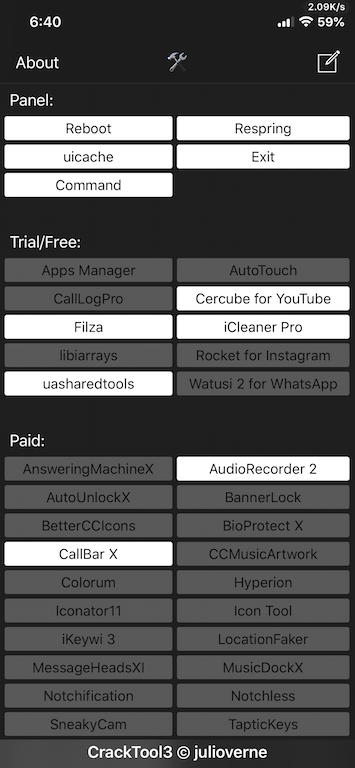 2.09K/s
6:40 59%
About
Panel:
Reboot Respring
uicache Exit
Command
Trial/Free:
Apps Manager AutoTouch
CallLogPro Cercube for YouTube
Filza iCleaner Pro
libiarrays Rocket for Instagram
uasharedtools Watusi 2 for WhatsApp
Paid:
AnsweringMachineX AudioRecorder 2
AutoUnlockX BannerLock
BetterCCIcons BioProtect X
CallBar X CCMusicArtwork
Colorum Hyperion
Iconator11 Icon Tool
iKeywi 3 LocationFaker
MessageHeadsXI MusicDockX
Notchification Notchless
SneakyCam TapticKeys
CrackTool3 © julioverne